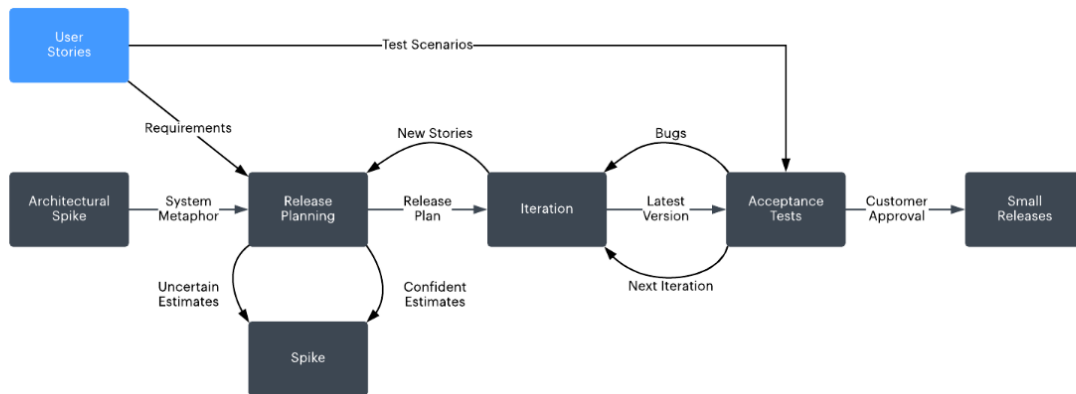 User
Stories
Test Scenarios
Requirements
New Stories
Bugs
Architectural
Spike
System
Metaphor
Release
Planning
Release
Plan
Iteration
Latest
Version
Acceptance
Tests
Customer
Approval
Small
Releases
Uncertain
Estimates
Confident
Estimates
Next Iteration
Spike